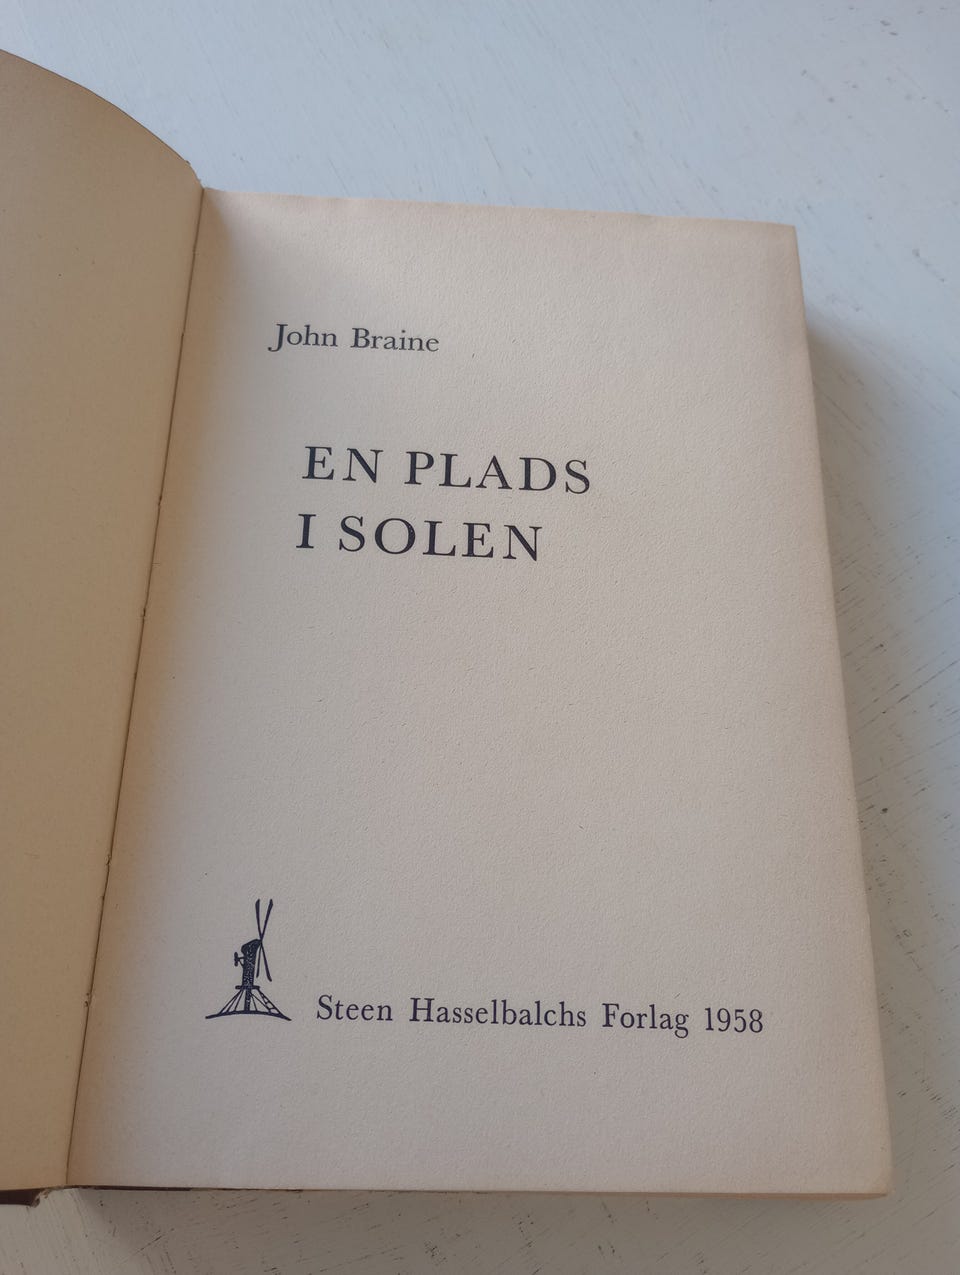 John Braine
EN PLADS
I SOLEN
Steen Hasselbalchs Forlag 1958